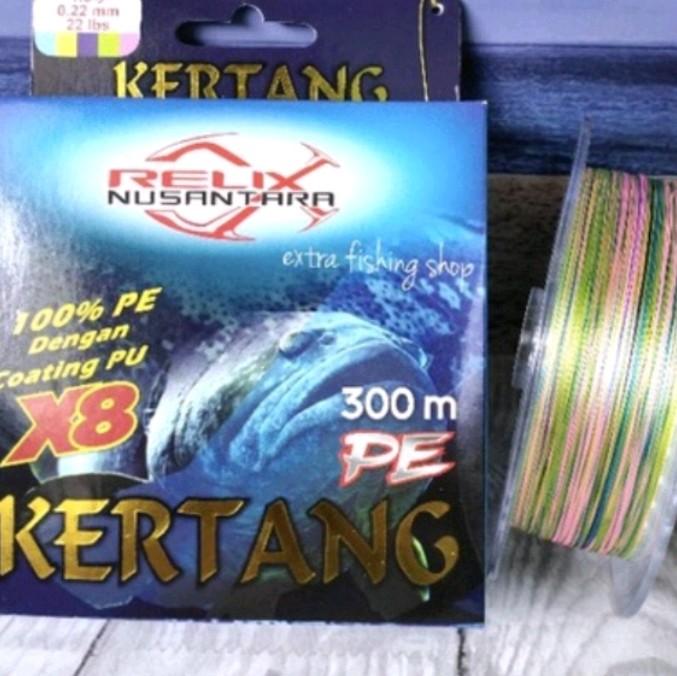 0.22 mm
22 lbs
KERTANG
RELIX
NUSANTARA
extra fishing shop
100% PE
Dengan
Coating PU
X8
300 m
PE
KERTANG